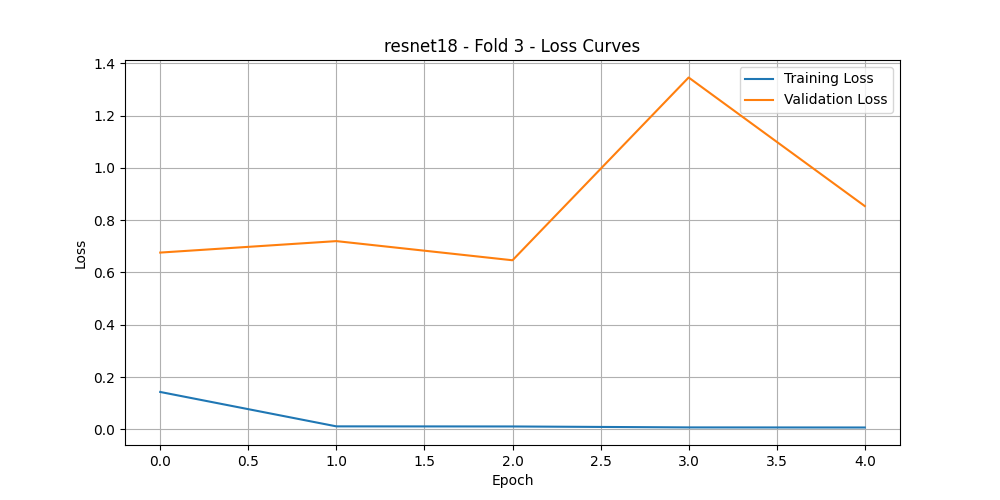 resnet18 - Fold 3 - Loss Curves
Training Loss
Validation Loss
1.4
1.2
1.0
0.8
0.6
0.4
0.2
0.0
Loss
0.0 0.5 1.0 1.5 2.0 2.5 3.0 3.5 4.0
Epoch